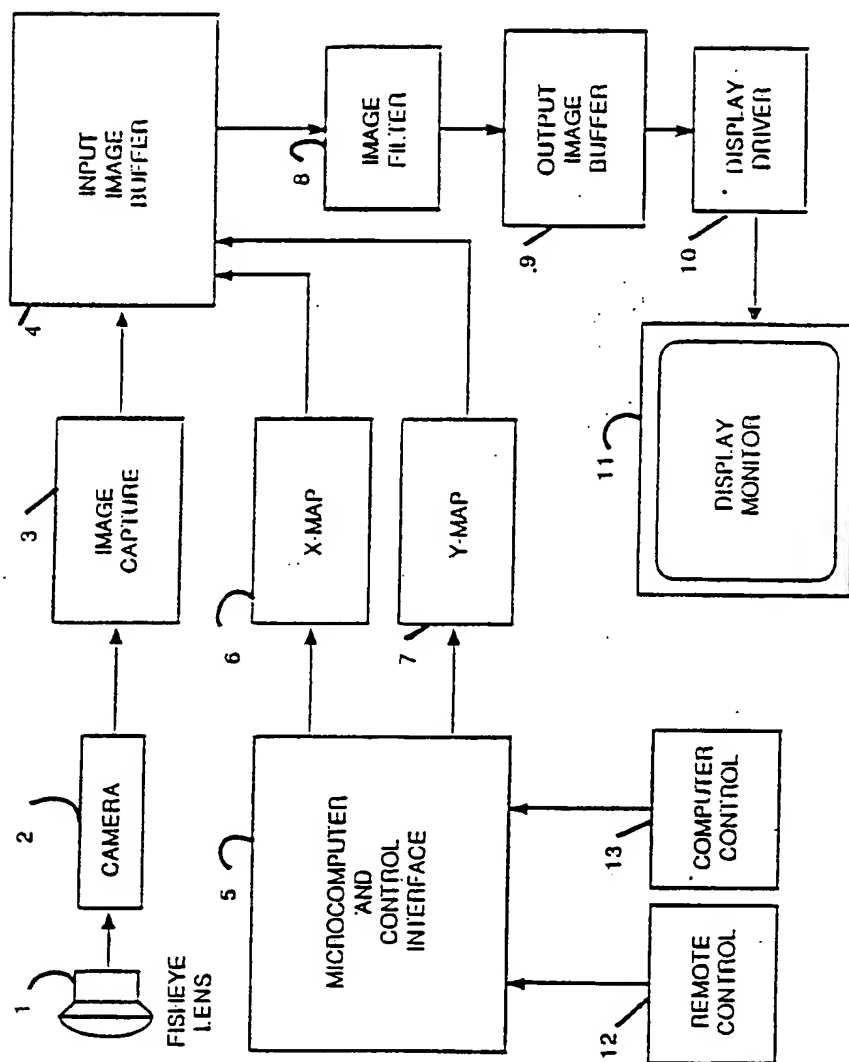 1
FISHEYE
LENS
2
CAMERA
3
IMAGE
CAPTURE
4
INPUT
IMAGE
BUFFER
5
MICROCOMPUTER
AND
CONTROL
INTERFACE
6
X-MAP
7
Y-MAP
8
IMAGE
FILTER
9
OUTPUT
IMAGE
BUFFER
10
DISPLAY
DRIVER
11
DISPLAY
MONITOR
12
REMOTE
CONTROL
13
COMPUTER
CONTROL